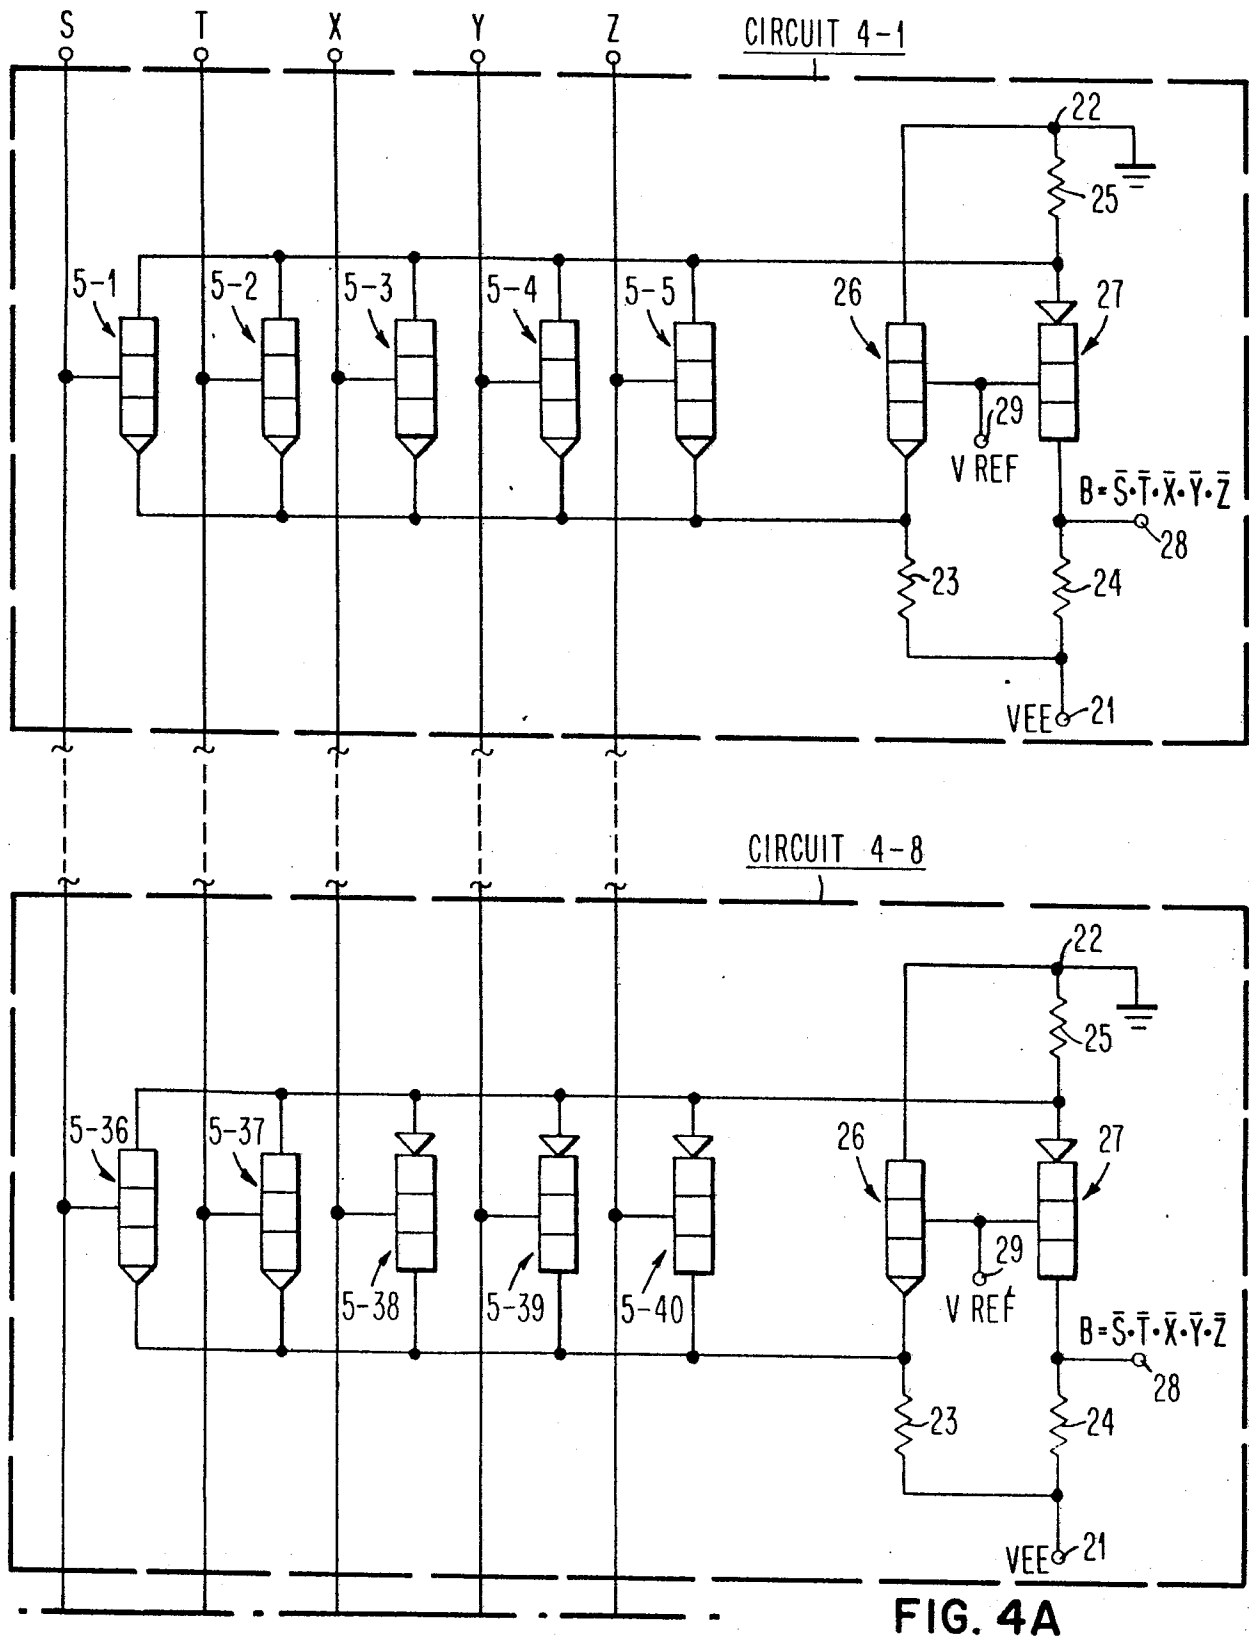 S T X Y Z
CIRCUIT 4-1
22
25
5-1 5-2 5-3 5-4 5-5 26 27
29
V REF
B = S̄·T̄·X̄·Ȳ·Z̄
28
23 24
VEE 21
CIRCUIT 4-8
22
25
5-36 5-37 26 27
29
5-38 5-39 5-40 V REF
B = S̄·T̄·X̄·Ȳ·Z̄
28
23 24
VEE 21
FIG. 4A